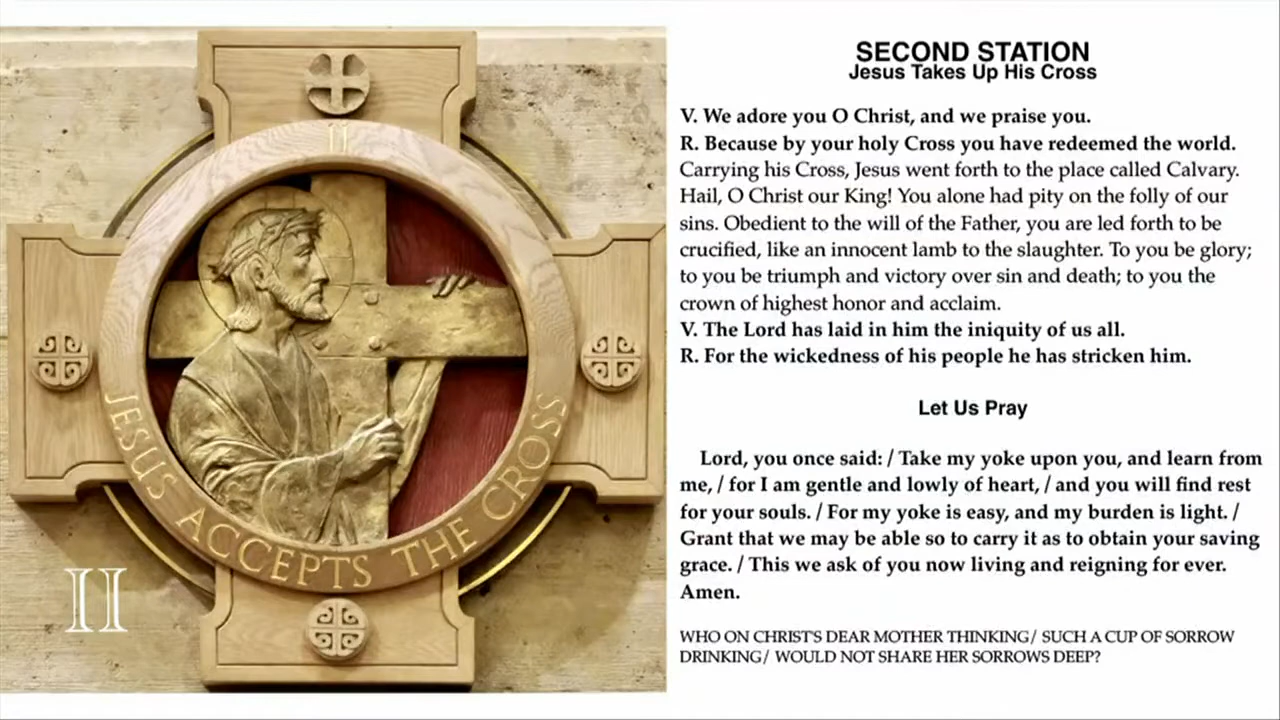 II
JESUS ACCEPTS THE CROSS
II
SECOND STATION
Jesus Takes Up His Cross
V. We adore you O Christ, and we praise you.
R. Because by your holy Cross you have redeemed the world.
Carrying his Cross, Jesus went forth to the place called Calvary.
Hail, O Christ our King! You alone had pity on the folly of our
sins. Obedient to the will of the Father, you are led forth to be
crucified, like an innocent lamb to the slaughter. To you be glory;
to you be triumph and victory over sin and death; to you the
crown of highest honor and acclaim.
V. The Lord has laid in him the iniquity of us all.
R. For the wickedness of his people he has stricken him.
Let Us Pray
Lord, you once said: / Take my yoke upon you, and learn from
me, / for I am gentle and lowly of heart, / and you will find rest
for your souls. / For my yoke is easy, and my burden is light. /
Grant that we may be able so to carry it as to obtain your saving
grace. / This we ask of you now living and reigning for ever.
Amen.
WHO ON CHRIST'S DEAR MOTHER THINKING/ SUCH A CUP OF SORROW
DRINKING/ WOULD NOT SHARE HER SORROWS DEEP?